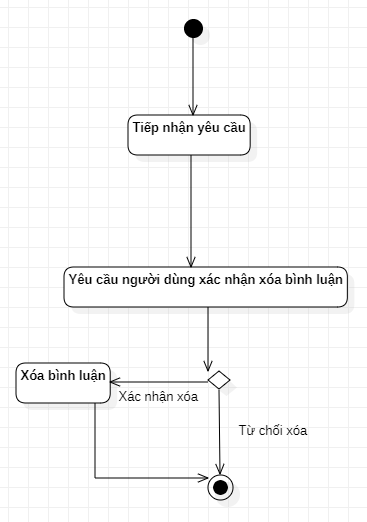 Tiếp nhận yêu cầu
Yêu cầu người dùng xác nhận xóa bình luận
Xóa bình luận
Xác nhận xóa
Từ chối xóa